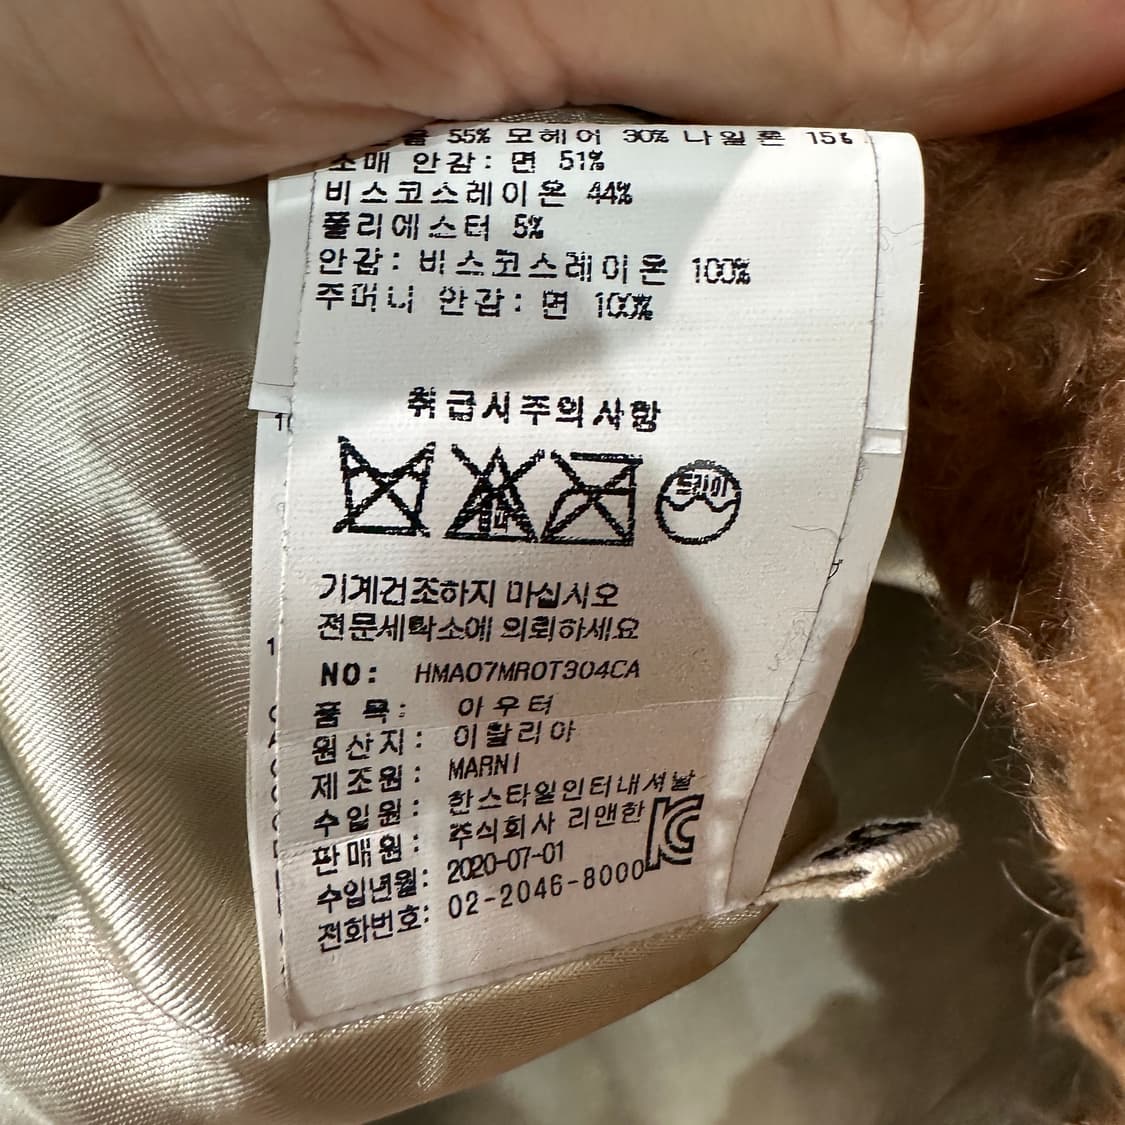 55% 모헤어 30% 나일론 15%
소매 안감: 면 51%
비스코스레이온 44%
폴리에스터 5%
안감: 비스코스레이온 100%
주머니 안감: 면 100%
취급시주의사항
드라이
기계건조하지 마십시오
전문세탁소에 의뢰하세요
NO: HMA07MR0T304CA
품 목: 아우터
원산지: 이탈리아
제조원: MARNI
수입원: 한스타일인터내셔날
판매원: 주식회사 리앤한
수입년월: 2020-07-01
전화번호: 02-2046-8000